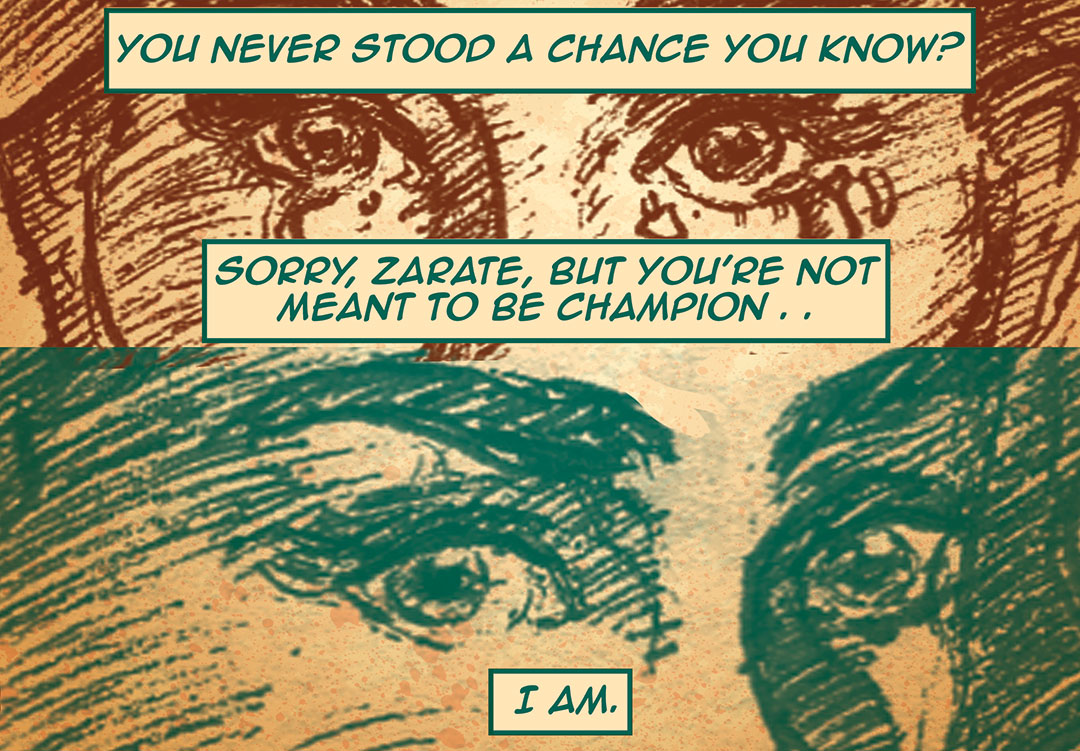 YOU NEVER STOOD A CHANCE YOU KNOW?
SORRY, ZARATE, BUT YOU'RE NOT
MEANT TO BE CHAMPION . .
I AM.